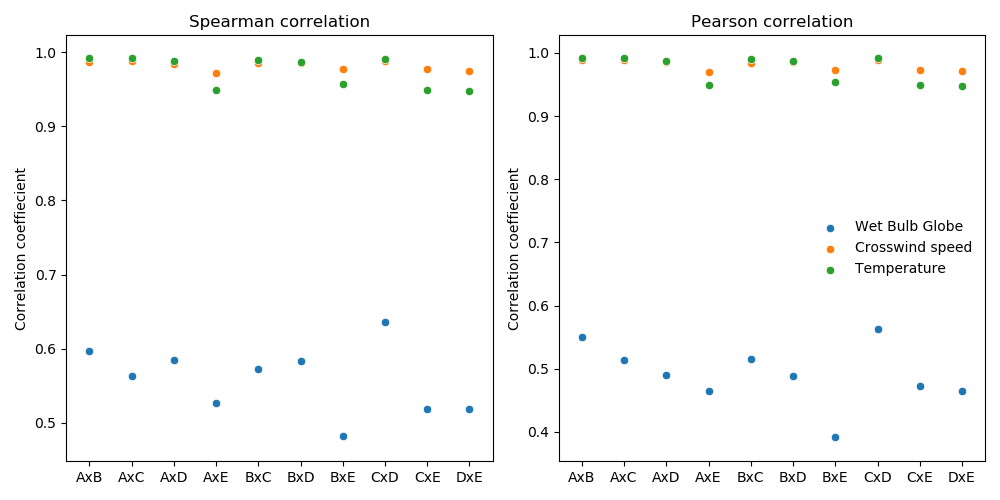 Spearman correlation
Correlation coeffiecient
1.0
0.9
0.8
0.7
0.6
0.5
AxB AxC AxD AxE BxC BxD BxE CxD CxE DxE
Pearson correlation
Correlation coeffiecient
1.0
0.9
0.8
0.7
0.6
0.5
0.4
Wet Bulb Globe
Crosswind speed
Temperature
AxB AxC AxD AxE BxC BxD BxE CxD CxE DxE